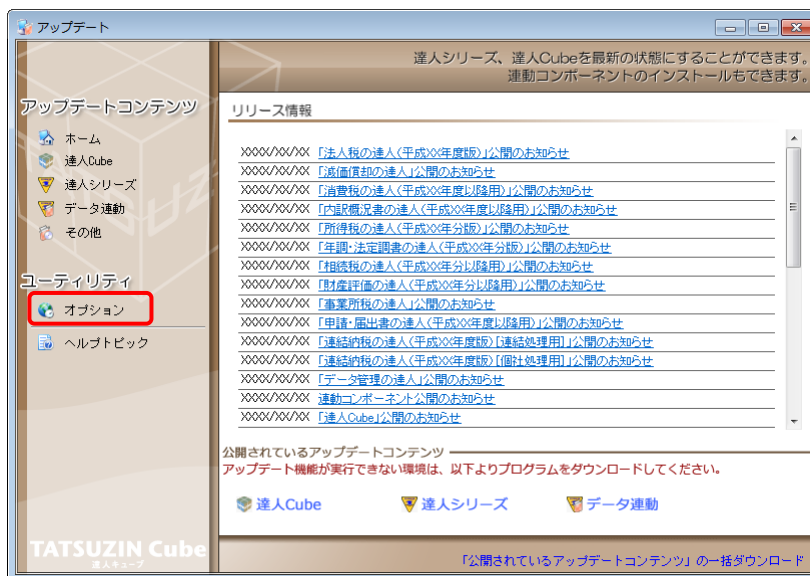 アップデート
達人シリーズ、達人Cubeを最新の状態にすることができます。
連動コンポーネントのインストールもできます。
アップデートコンテンツ
ホーム
達人Cube
達人シリーズ
データ連動
その他
ユーティリティ
オプション
ヘルプトピック
TATSUZIN Cube
達人キューブ
リリース情報
XXXX/XX/XX 「法人税の達人(平成XX年度版)」公開のお知らせ
XXXX/XX/XX 「減価償却の達人」公開のお知らせ
XXXX/XX/XX 「消費税の達人(平成XX年度以降用)」公開のお知らせ
XXXX/XX/XX 「内訳概況書の達人(平成XX年度以降用)」公開のお知らせ
XXXX/XX/XX 「所得税の達人(平成XX年分版)」公開のお知らせ
XXXX/XX/XX 「年調・法定調書の達人(平成XX年分版)」公開のお知らせ
XXXX/XX/XX 「相続税の達人(平成XX年分以降用)」公開のお知らせ
XXXX/XX/XX 「財産評価の達人(平成XX年分以降用)」公開のお知らせ
XXXX/XX/XX 「事業所税の達人」公開のお知らせ
XXXX/XX/XX 「申請・届出書の達人(平成XX年度以降用)」公開のお知らせ
XXXX/XX/XX 「連結納税の達人(平成XX年度版)[連結処理用]」公開のお知らせ
XXXX/XX/XX 「連結納税の達人(平成XX年度版)[個社処理用]」公開のお知らせ
XXXX/XX/XX 「データ管理の達人」公開のお知らせ
XXXX/XX/XX 連動コンポーネント公開のお知らせ
XXXX/XX/XX 「達人Cube」公開のお知らせ
公開されているアップデートコンテンツ
アップデート機能が実行できない環境は、以下よりプログラムをダウンロードしてください。
達人Cube 達人シリーズ データ連動
「公開されているアップデートコンテンツ」の一括ダウンロード